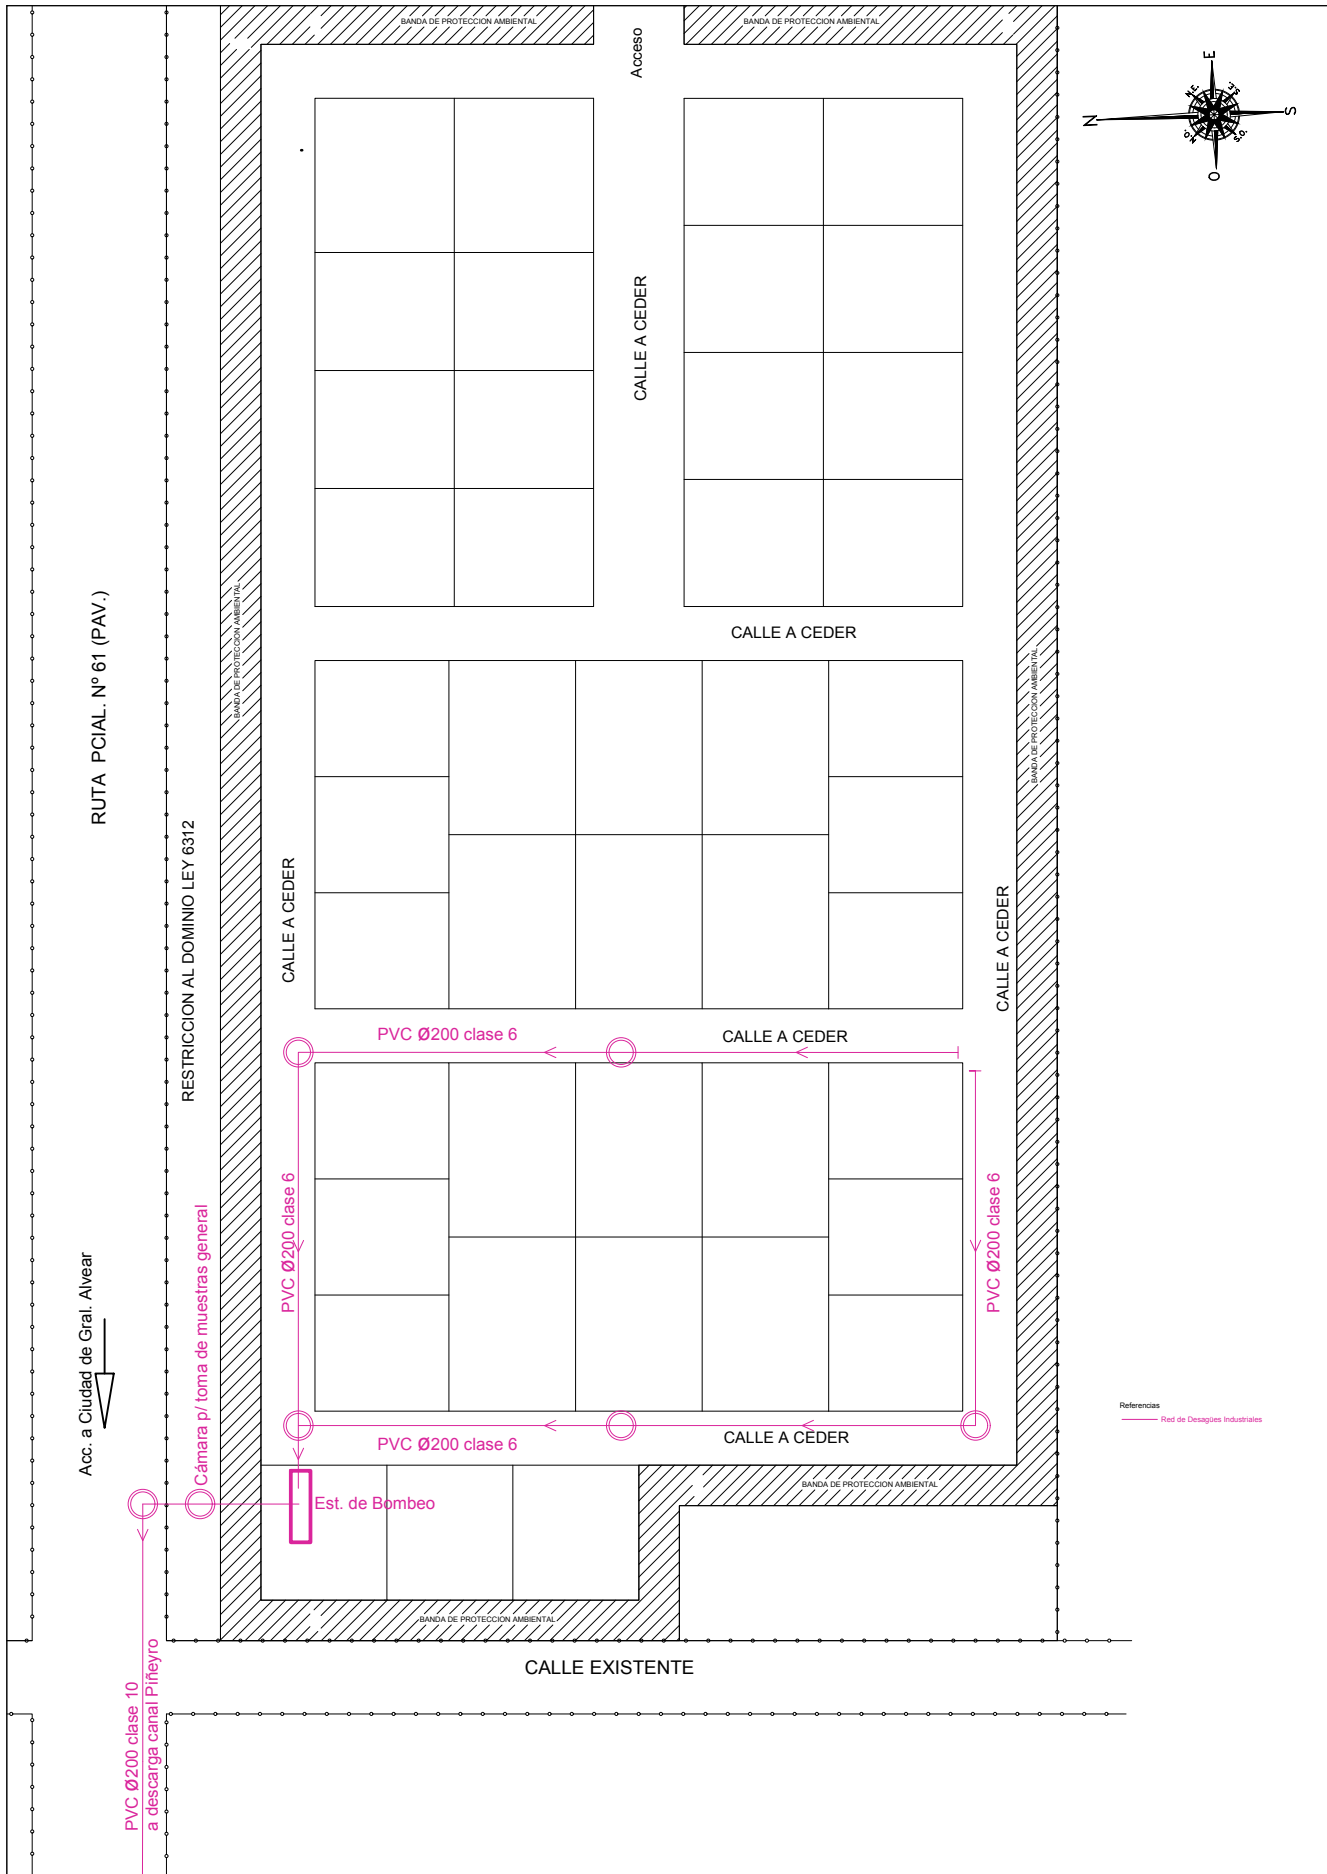 BANDA DE PROTECCION AMBIENTAL
BANDA DE PROTECCION AMBIENTAL
Acceso
E
N.E.
S.E.
N
S
N.O.
S.O.
O
CALLE A CEDER
RUTA PCIAL. Nº 61 (PAV.)
BANDA DE PROTECCION AMBIENTAL
CALLE A CEDER
BANDA DE PROTECCION AMBIENTAL
RESTRICCION AL DOMINIO LEY 6312
CALLE A CEDER
CALLE A CEDER
PVC Ø200 clase 6
CALLE A CEDER
PVC Ø200 clase 6
PVC Ø200 clase 6
Acc. a Ciudad de Gral. Alvear
Cámara p/ toma de muestras general
Referencias
Red de Desagües Industriales
PVC Ø200 clase 6
CALLE A CEDER
BANDA DE PROTECCION AMBIENTAL
Est. de Bombeo
BANDA DE PROTECCION AMBIENTAL
CALLE EXISTENTE
PVC Ø200 clase 10
a descarga canal Piñeyro